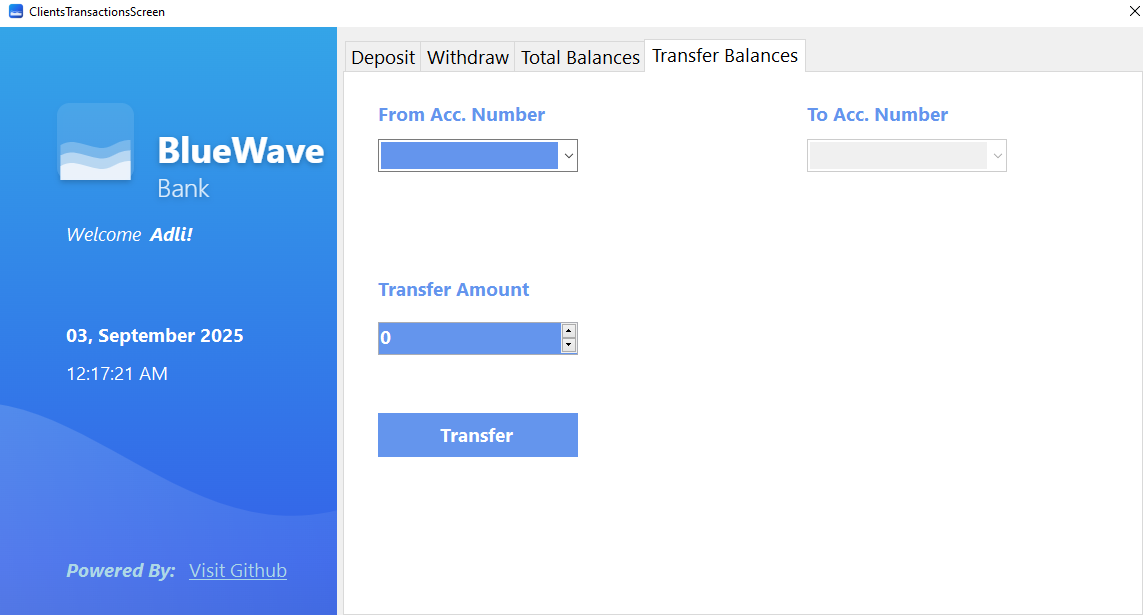 ClientsTransactionsScreen
BlueWave
Bank
Welcome Adli!
03, September 2025
12:17:21 AM
Powered By: Visit Github
Deposit Withdraw Total Balances Transfer Balances
From Acc. Number To Acc. Number
Transfer Amount
0
Transfer